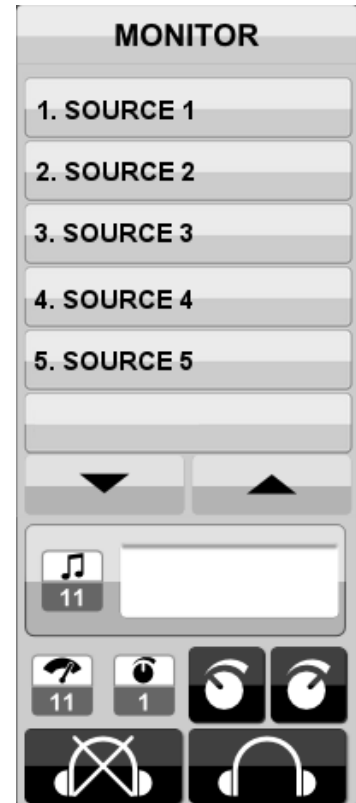 MONITOR
1. SOURCE 1
2. SOURCE 2
3. SOURCE 3
4. SOURCE 4
5. SOURCE 5
11
11
1